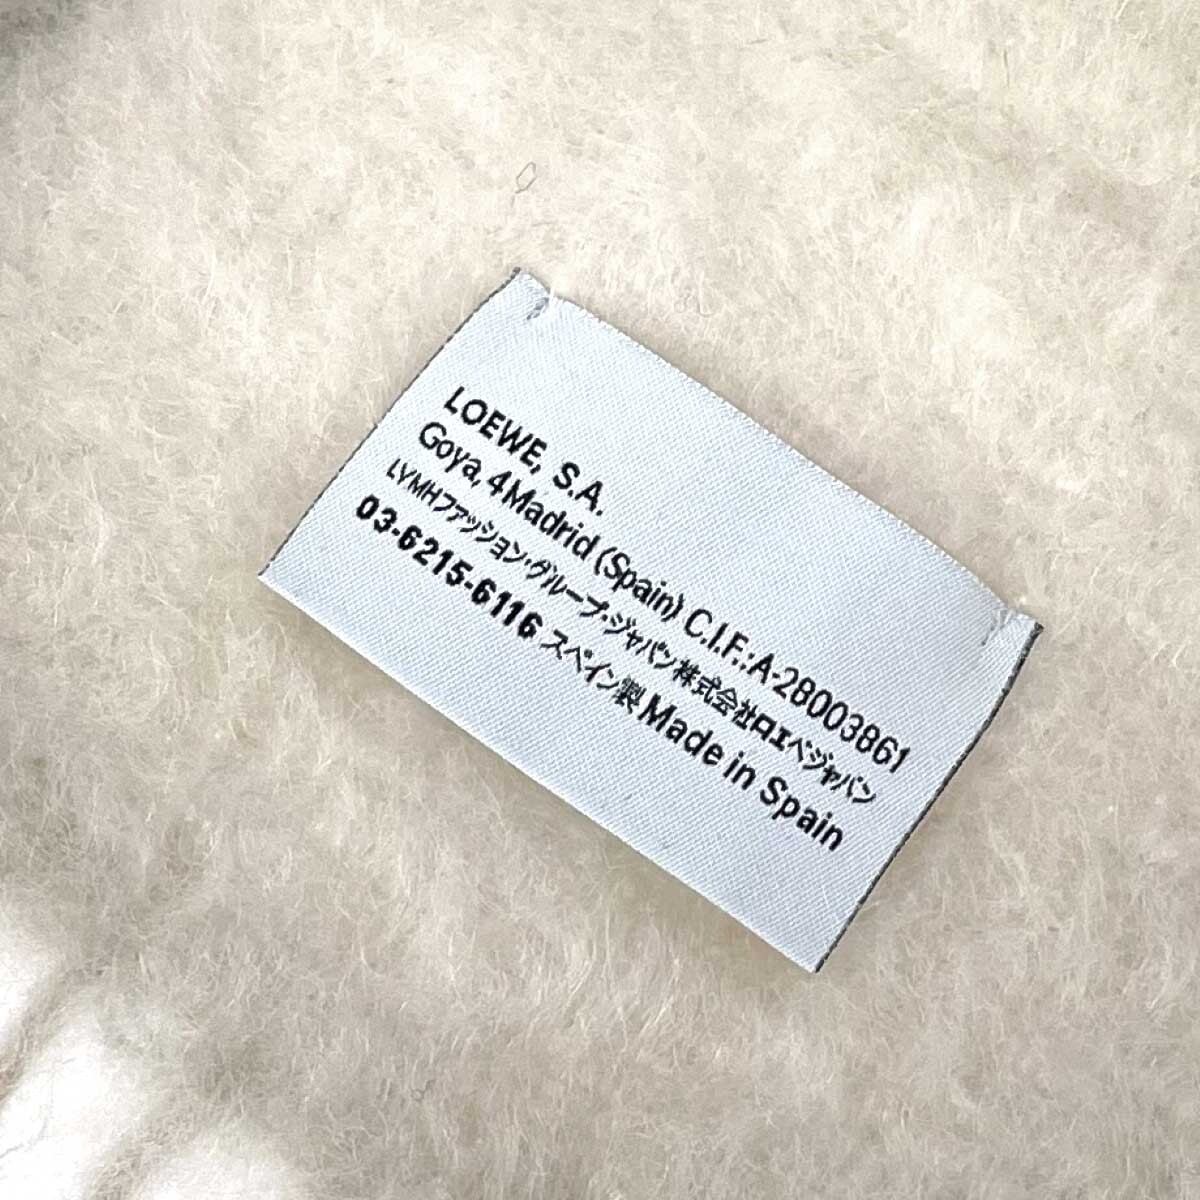 LOEWE, S.A.
Goya, 4 Madrid (Spain) C.I.F.:A-28003861
LVMHファッション・グループ・ジャパン株式会社ロエベジャパン
03-6215-6116 スペイン製 Made in Spain